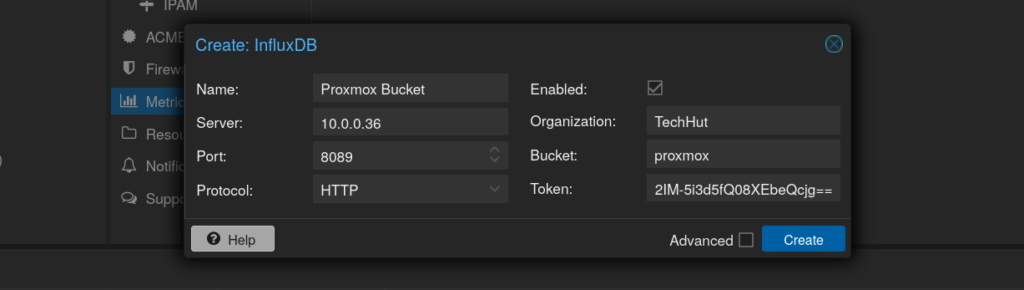 IPAM
ACME
Create: InfluxDB
Firewa
Name: Proxmox Bucket Enabled:
Metric
Server: 10.0.0.36 Organization: TechHut
Resou
Port: 8089 Bucket: proxmox
Notific
Protocol: HTTP Token: 2IM-5i3d5fQ08XEbeQcjg==
Suppo
Help Advanced Create